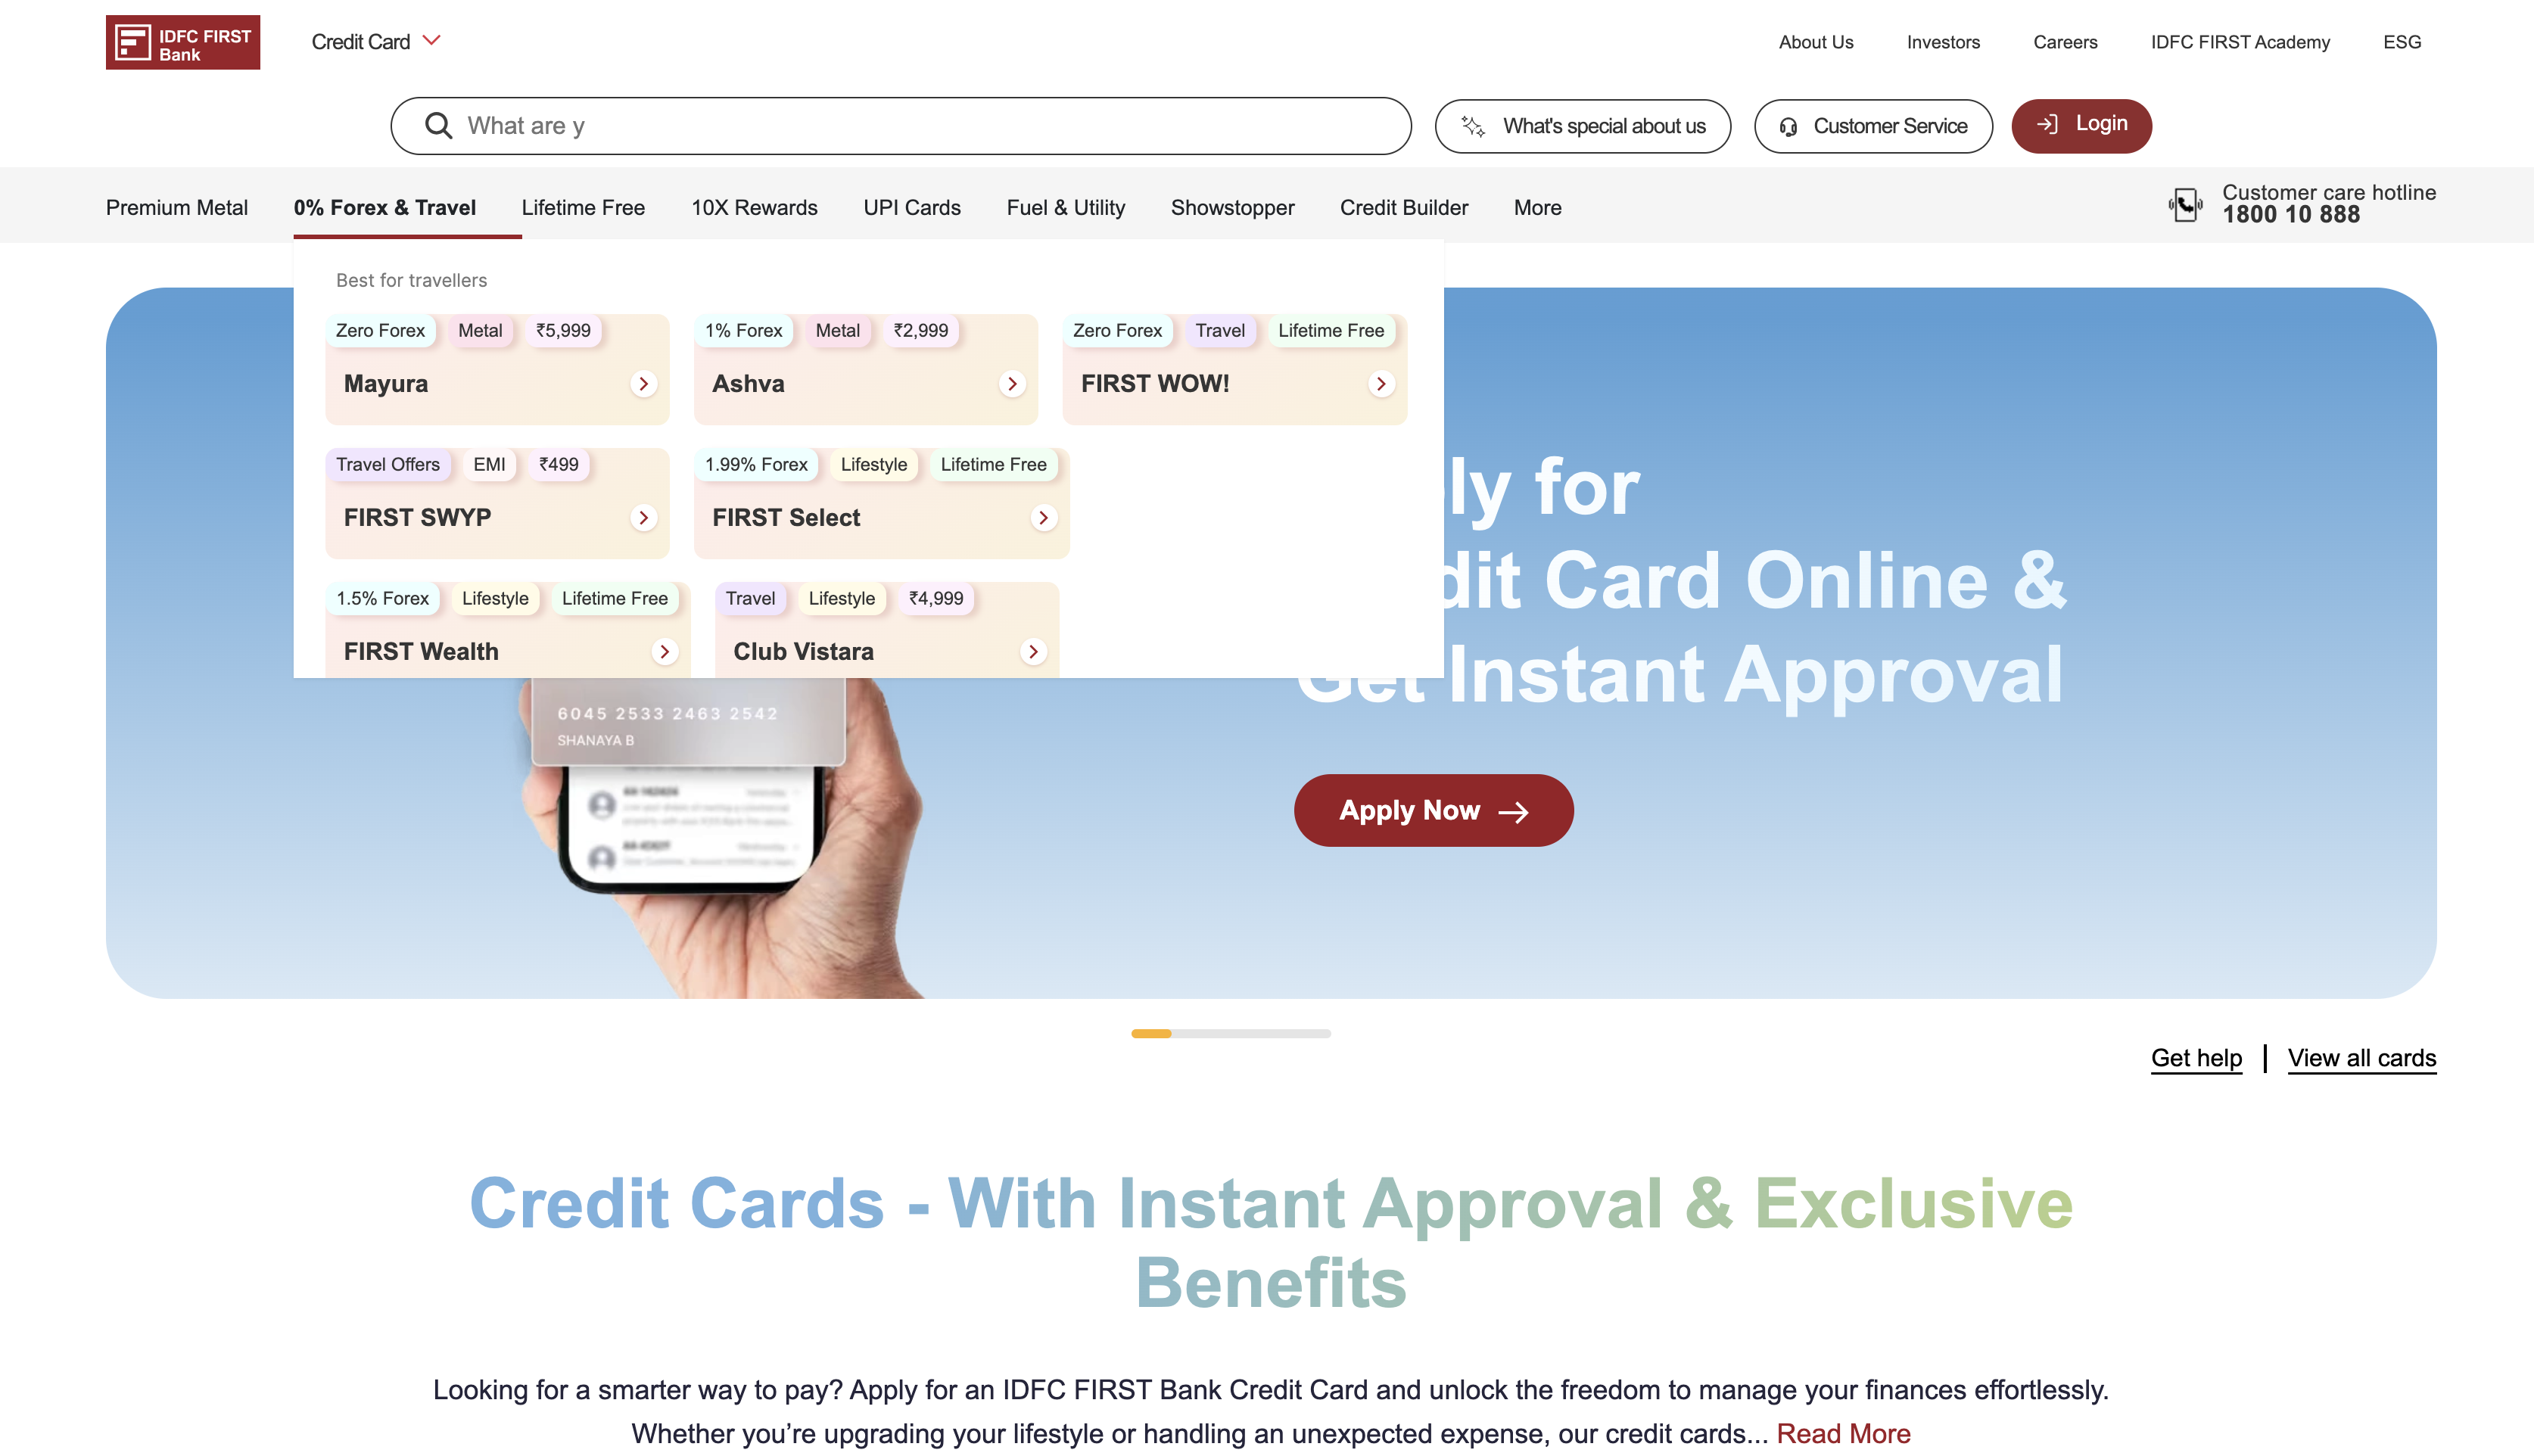 IDFC FIRST
Bank
Credit Card
About Us
Investors
Careers
IDFC FIRST Academy
ESG
What are y
What's special about us
Customer Service
Login
Premium Metal
0% Forex & Travel
Lifetime Free
10X Rewards
UPI Cards
Fuel & Utility
Showstopper
Credit Builder
More
Customer care hotline
1800 10 888
Best for travellers
Zero Forex
Metal
₹5,999
Mayura
1% Forex
Metal
₹2,999
Ashva
Zero Forex
Travel
Lifetime Free
FIRST WOW!
Travel Offers
EMI
₹499
FIRST SWYP
1.99% Forex
Lifestyle
Lifetime Free
FIRST Select
1.5% Forex
Lifestyle
Lifetime Free
FIRST Wealth
Travel
Lifestyle
₹4,999
Club Vistara
ly for
dit Card Online &
Get Instant Approval
Apply Now
6045 2533 2463 2542
SHANAYA B
Get help
View all cards
Credit Cards - With Instant Approval & Exclusive
Benefits
Looking for a smarter way to pay? Apply for an IDFC FIRST Bank Credit Card and unlock the freedom to manage your finances effortlessly.
Whether you’re upgrading your lifestyle or handling an unexpected expense, our credit cards... Read More